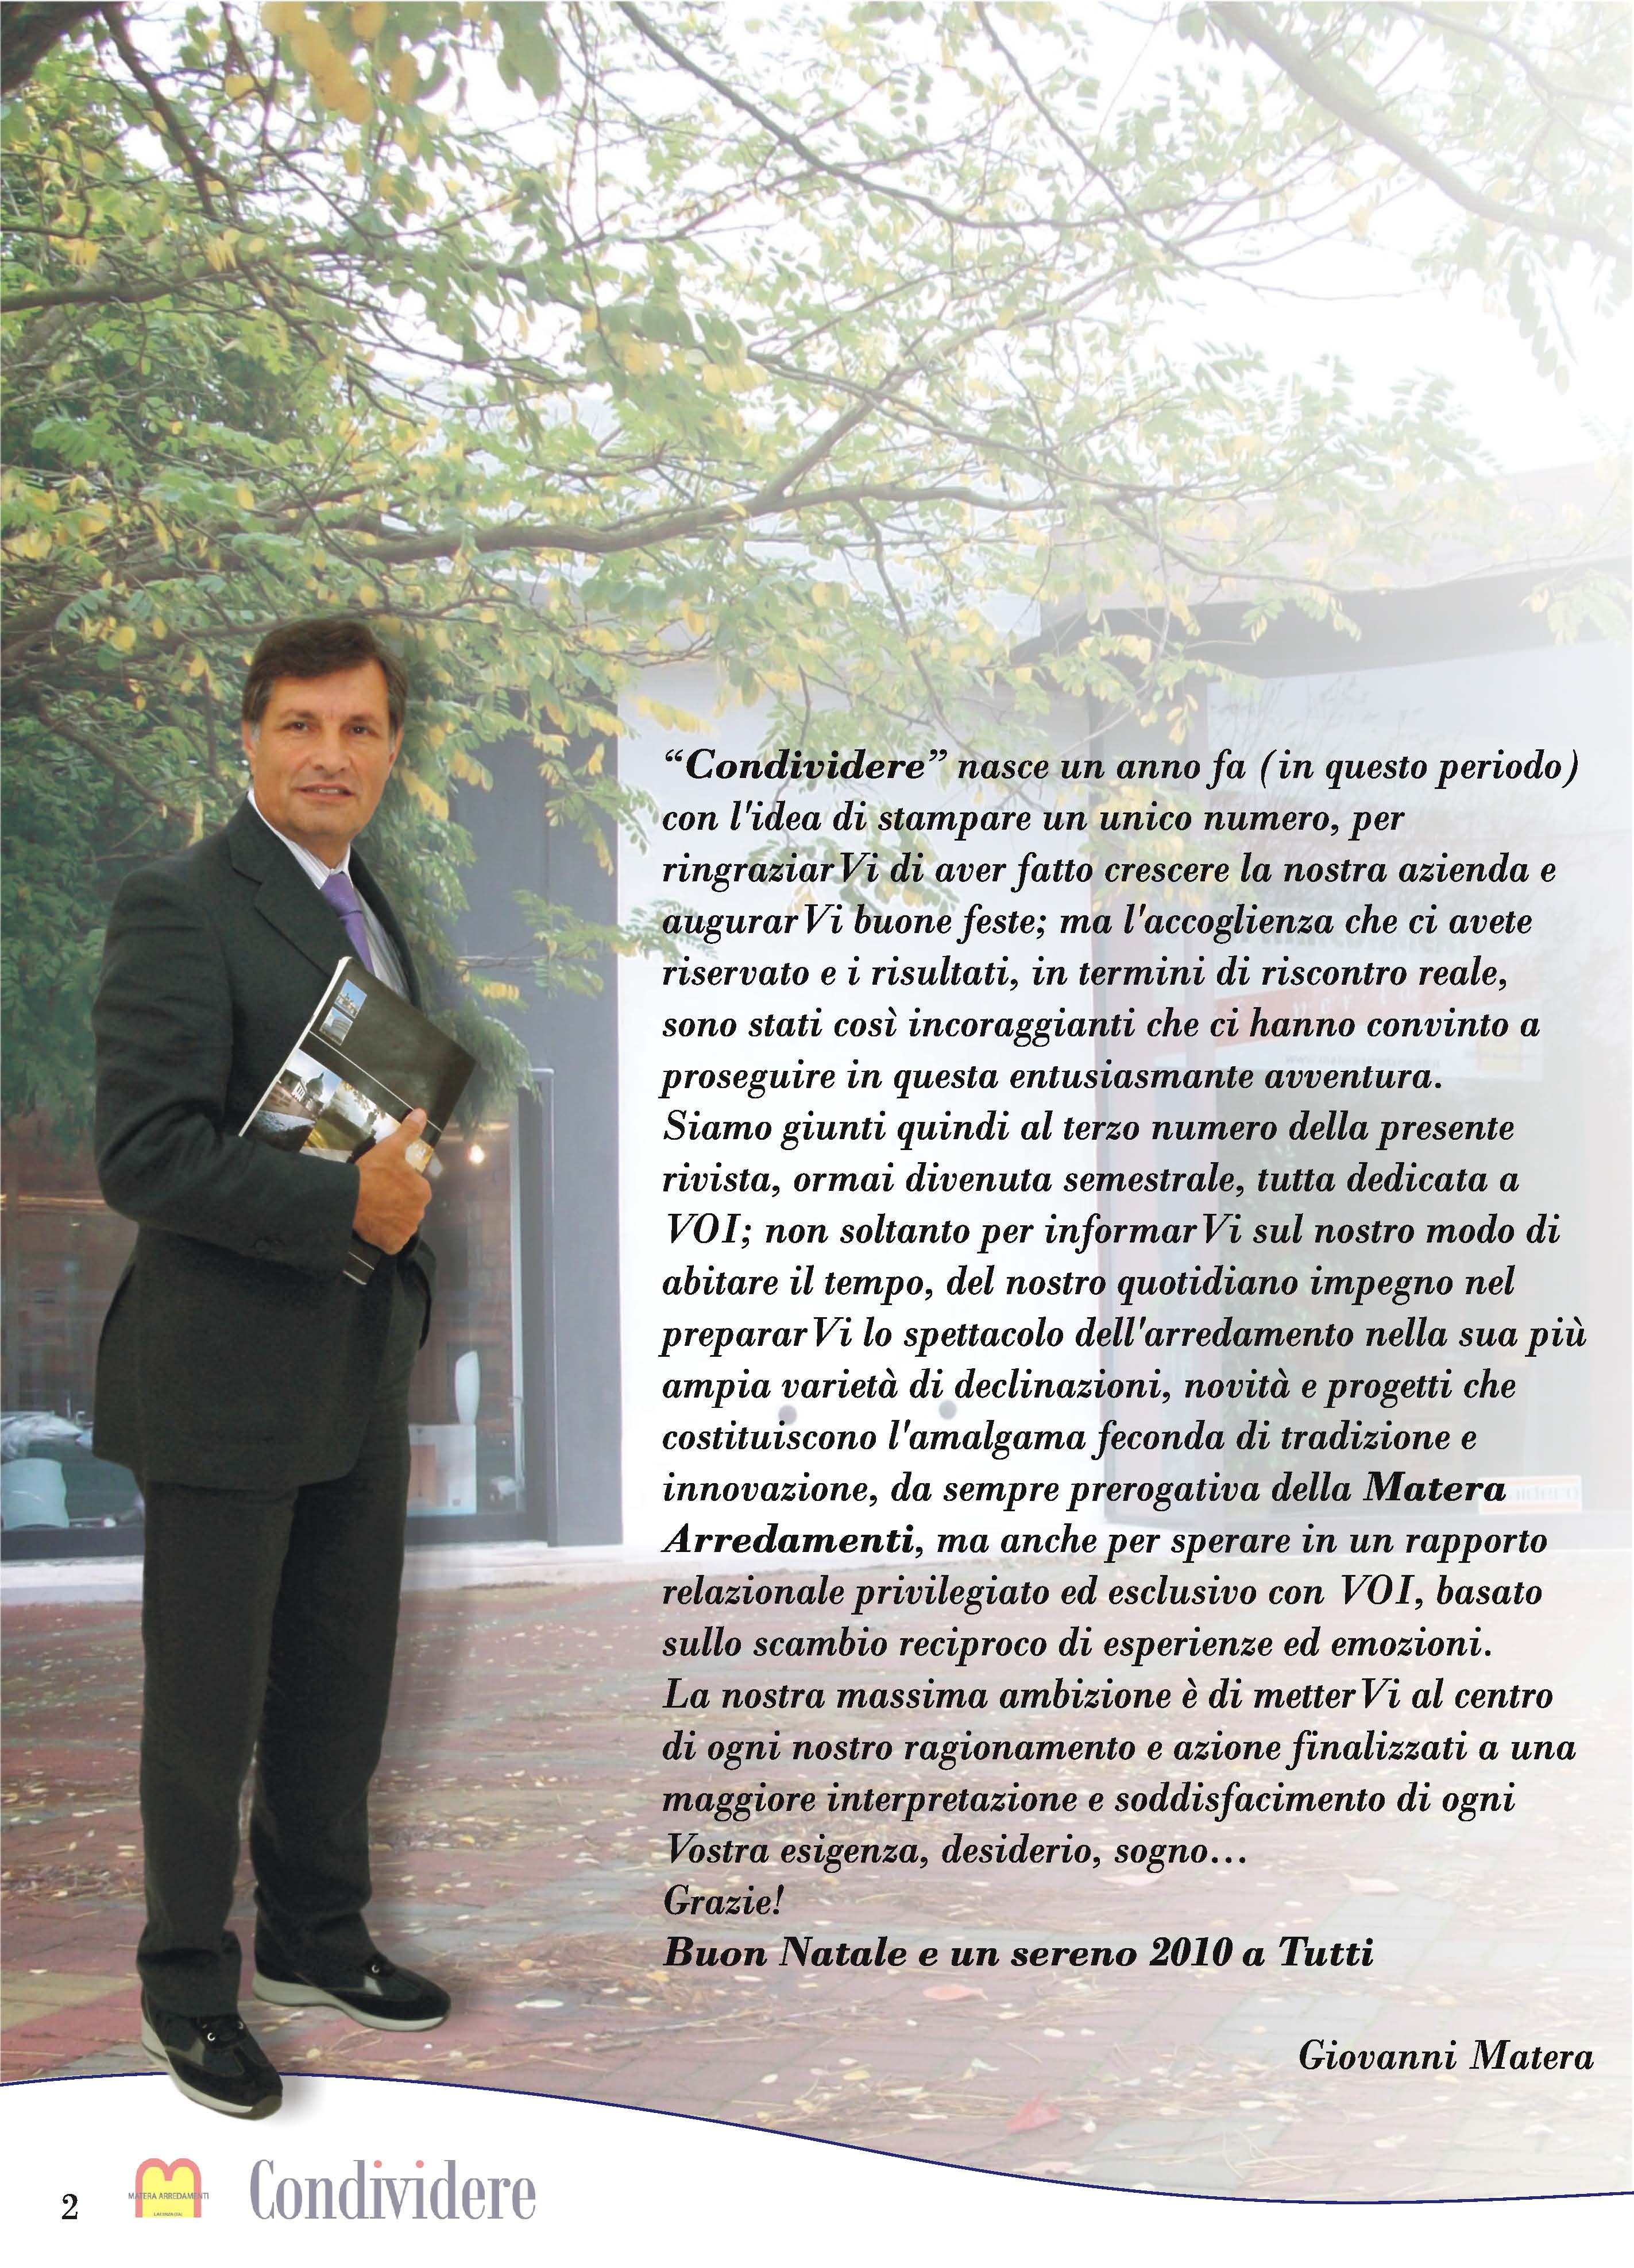 “Condividere” nasce un anno fa (in questo periodo)
con l'idea di stampare un unico numero, per
ringraziarVi di aver fatto crescere la nostra azienda e
augurarVi buone feste; ma l'accoglienza che ci avete
riservato e i risultati, in termini di riscontro reale,
sono stati così incoraggianti che ci hanno convinto a
proseguire in questa entusiasmante avventura.
Siamo giunti quindi al terzo numero della presente
rivista, ormai divenuta semestrale, tutta dedicata a
VOI; non soltanto per informarVi sul nostro modo di
abitare il tempo, del nostro quotidiano impegno nel
prepararVi lo spettacolo dell'arredamento nella sua più
ampia varietà di declinazioni, novità e progetti che
costituiscono l'amalgama feconda di tradizione e
innovazione, da sempre prerogativa della Matera
Arredamenti, ma anche per sperare in un rapporto
relazionale privilegiato ed esclusivo con VOI, basato
sullo scambio reciproco di esperienze ed emozioni.
La nostra massima ambizione è di metterVi al centro
di ogni nostro ragionamento e azione finalizzati a una
maggiore interpretazione e soddisfacimento di ogni
Vostra esigenza, desiderio, sogno…
Grazie!
Buon Natale e un sereno 2010 a Tutti
Giovanni Matera
2
MATERA ARREDAMENTI
Condividere